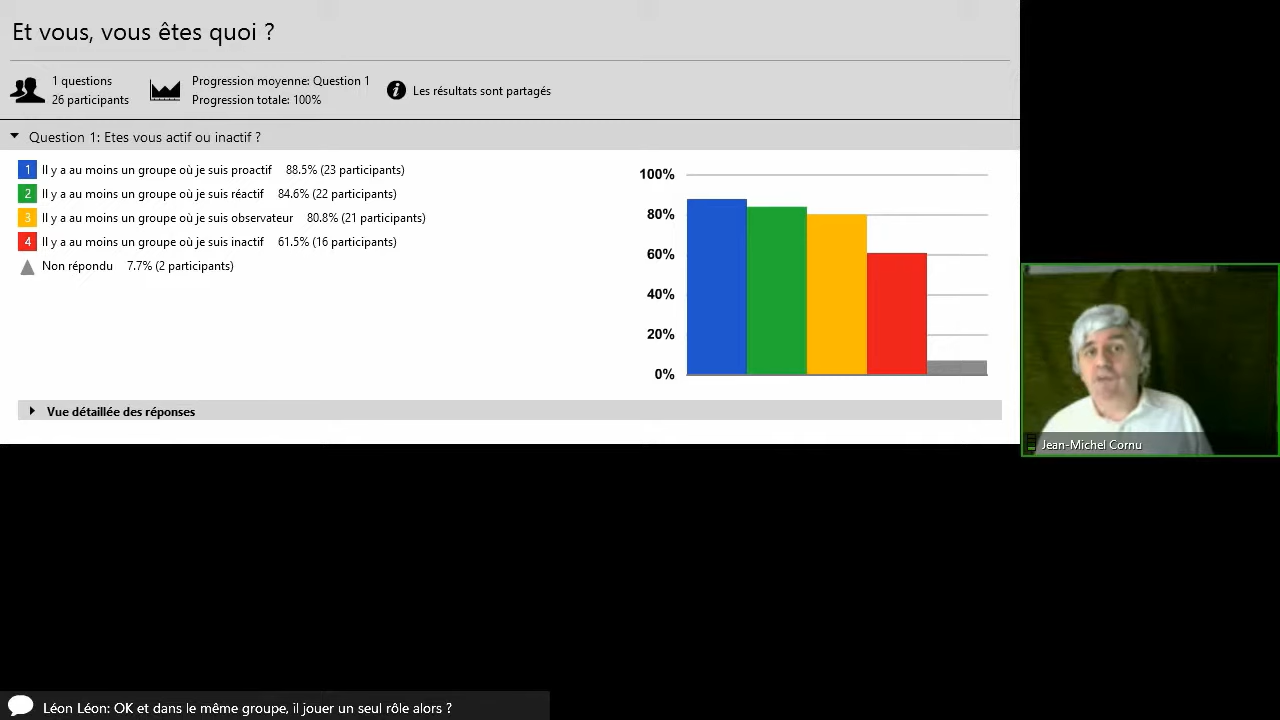 Et vous, vous êtes quoi ?
1 questions
26 participants
Progression moyenne: Question 1
Progression totale: 100%
Les résultats sont partagés
Question 1: Etes vous actif ou inactif ?
1 Il y a au moins un groupe où je suis proactif 88.5% (23 participants)
2 Il y a au moins un groupe où je suis réactif 84.6% (22 participants)
3 Il y a au moins un groupe où je suis observateur 80.8% (21 participants)
4 Il y a au moins un groupe où je suis inactif 61.5% (16 participants)
Non répondu 7.7% (2 participants)
100%
80%
60%
40%
20%
0%
Vue détaillée des réponses
Jean-Michel Cornu
Léon Léon: OK et dans le même groupe, il jouer un seul rôle alors ?